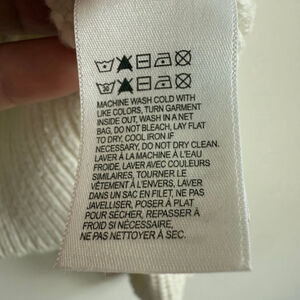 30
MACHINE WASH COLD WITH
LIKE COLORS, TURN GARMENT
INSIDE OUT, WASH IN A NET
BAG, DO NOT BLEACH, LAY FLAT
TO DRY, COOL IRON IF
NECESSARY, DO NOT DRY CLEAN.
LAVER À LA MACHINE À L'EAU
FROIDE, LAVER AVEC COULEURS
SIMILAIRES, TOURNER LE
VÊTEMENT À L'ENVERS, LAVER
DANS UN SAC EN FILET, NE PAS
JAVELLISER, POSER À PLAT
POUR SÉCHER, REPASSER À
FROID SI NÉCESSAIRE,
NE PAS NETTOYER À SEC.